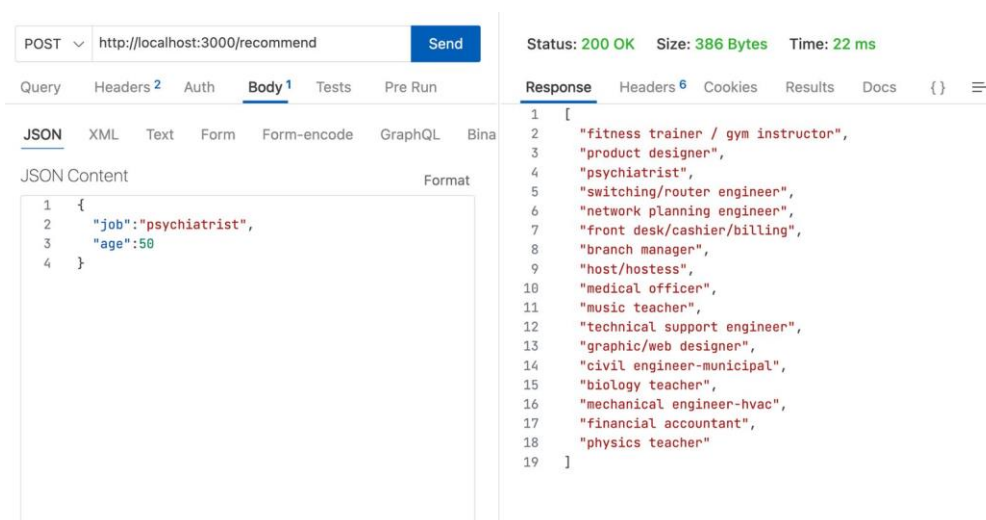 POST http://localhost:3000/recommend Send
Query Headers 2 Auth Body 1 Tests Pre Run
JSON XML Text Form Form-encode GraphQL Bina
JSON Content Format
1 {
2 "job":"psychiatrist",
3 "age":50
4 }
Status: 200 OK Size: 386 Bytes Time: 22 ms
Response Headers 6 Cookies Results Docs { }
1 [
2 "fitness trainer / gym instructor",
3 "product designer",
4 "psychiatrist",
5 "switching/router engineer",
6 "network planning engineer",
7 "front desk/cashier/billing",
8 "branch manager",
9 "host/hostess",
10 "medical officer",
11 "music teacher",
12 "technical support engineer",
13 "graphic/web designer",
14 "civil engineer-municipal",
15 "biology teacher",
16 "mechanical engineer-hvac",
17 "financial accountant",
18 "physics teacher"
19 ]